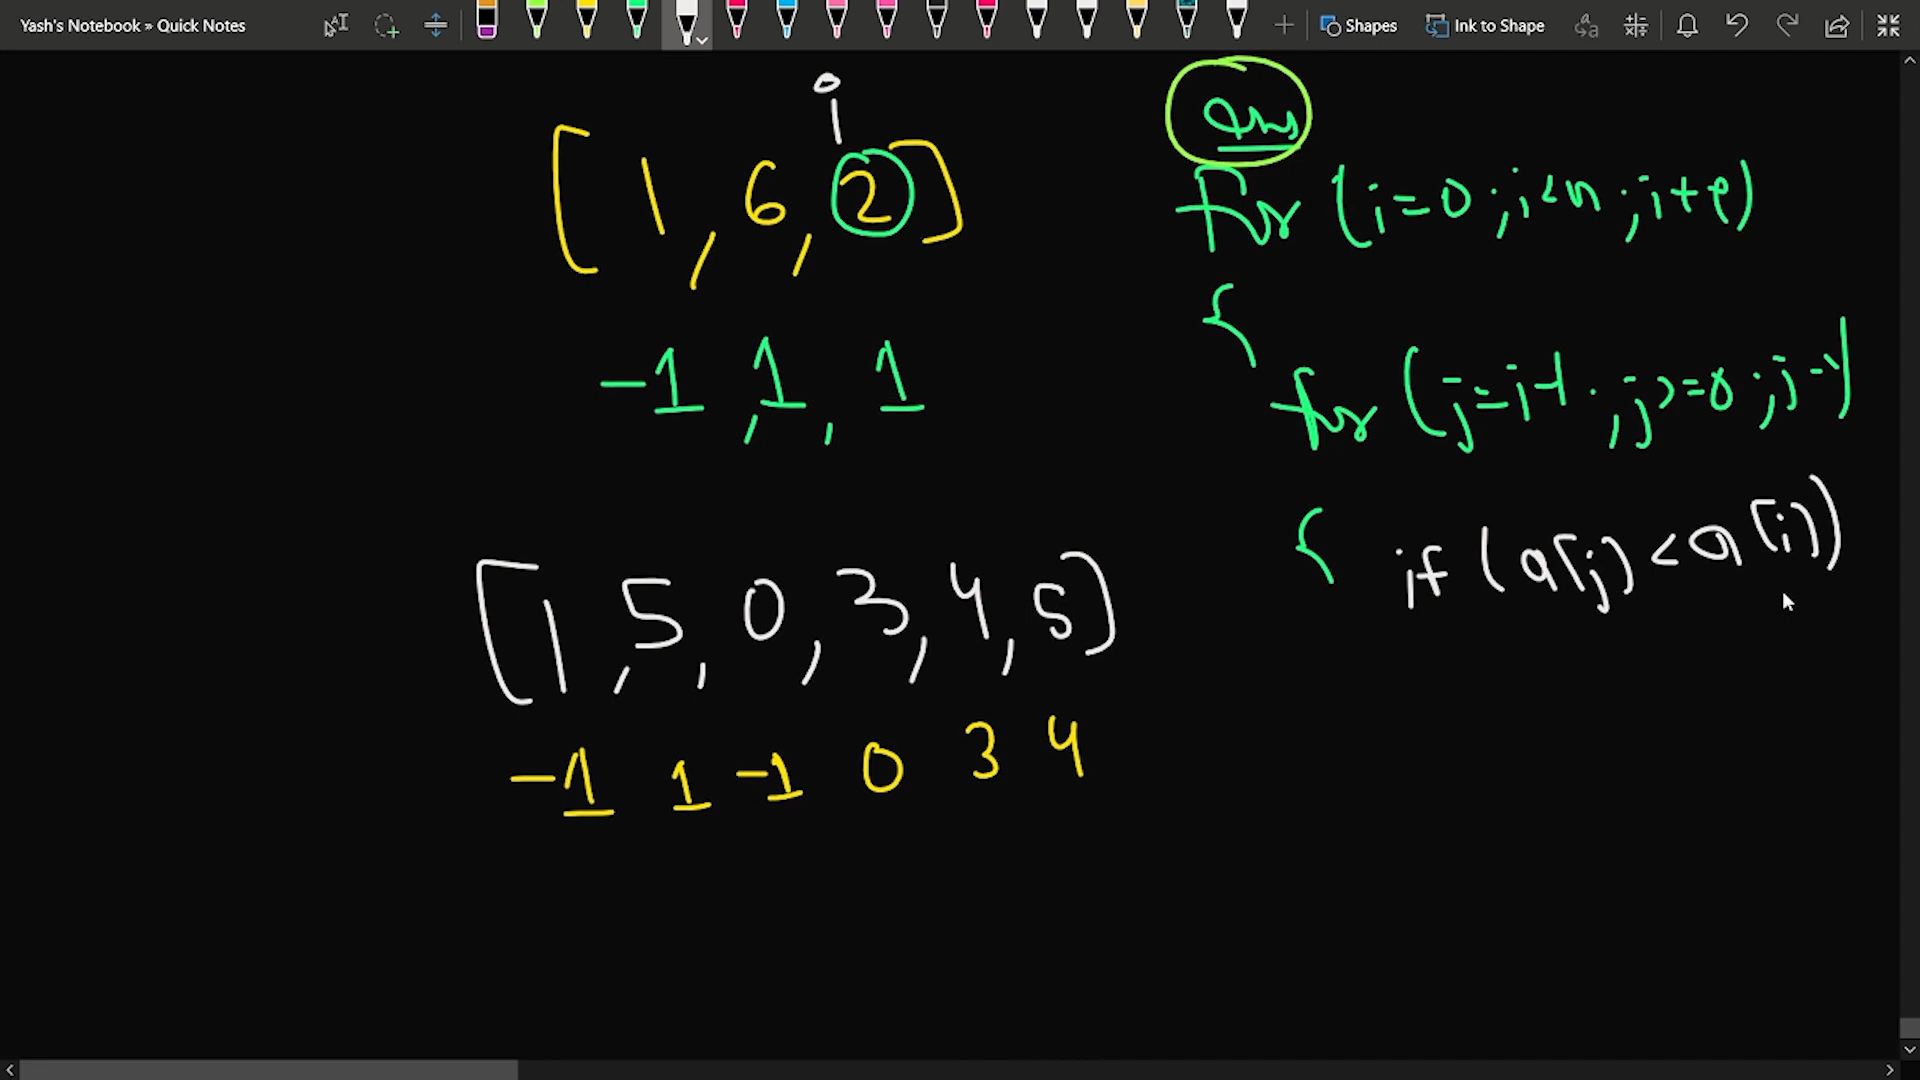 Yash's Notebook » Quick Notes
Shapes
Ink to Shape
i
[1, 6, 2]
-1, 1, 1
[1, 5, 0, 3, 4, 5]
-1 1 -1 0 3 4
ans
for (i=0; i<n; i++)
{
for (j=i-1; j>=0; j--)
{ if (a[j) < a[i))